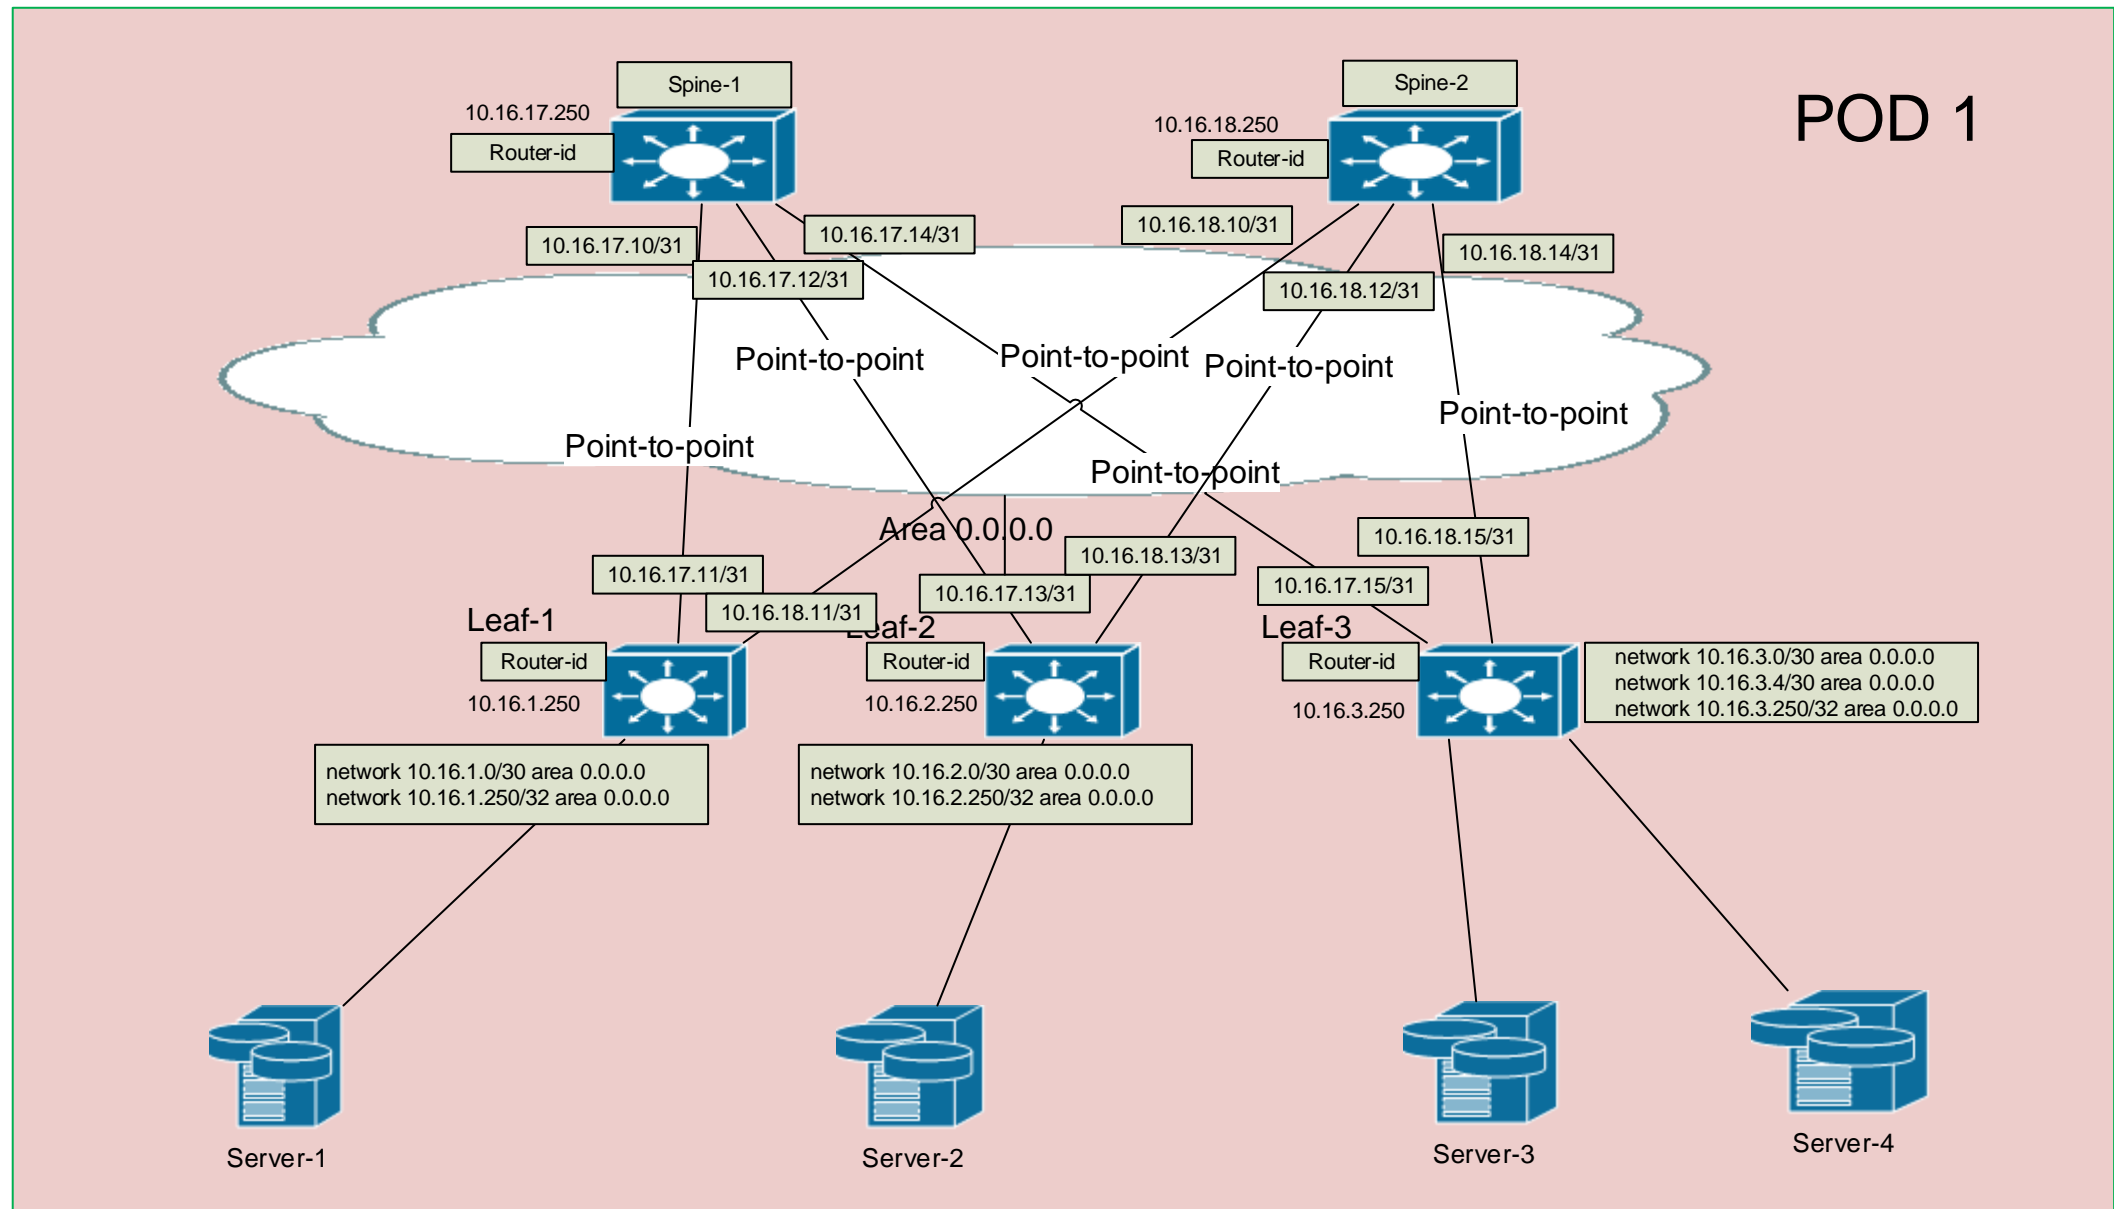 Spine-1
Spine-2
POD 1
10.16.17.250
10.16.18.250
Router-id
Router-id
10.16.17.10/31
10.16.17.14/31
10.16.18.10/31
10.16.18.14/31
10.16.17.12/31
10.16.18.12/31
Point-to-point
Point-to-point
Point-to-point
Point-to-point
Point-to-point
Point-to-point
Area 0.0.0.0
10.16.18.15/31
10.16.18.13/31
10.16.17.11/31
10.16.17.13/31
10.16.17.15/31
10.16.18.11/31
Leaf-1
Leaf-2
Leaf-3
Router-id
Router-id
Router-id
10.16.1.250
10.16.2.250
10.16.3.250
network 10.16.3.0/30 area 0.0.0.0
network 10.16.3.4/30 area 0.0.0.0
network 10.16.3.250/32 area 0.0.0.0
network 10.16.1.0/30 area 0.0.0.0
network 10.16.1.250/32 area 0.0.0.0
network 10.16.2.0/30 area 0.0.0.0
network 10.16.2.250/32 area 0.0.0.0
Server-1
Server-2
Server-3
Server-4